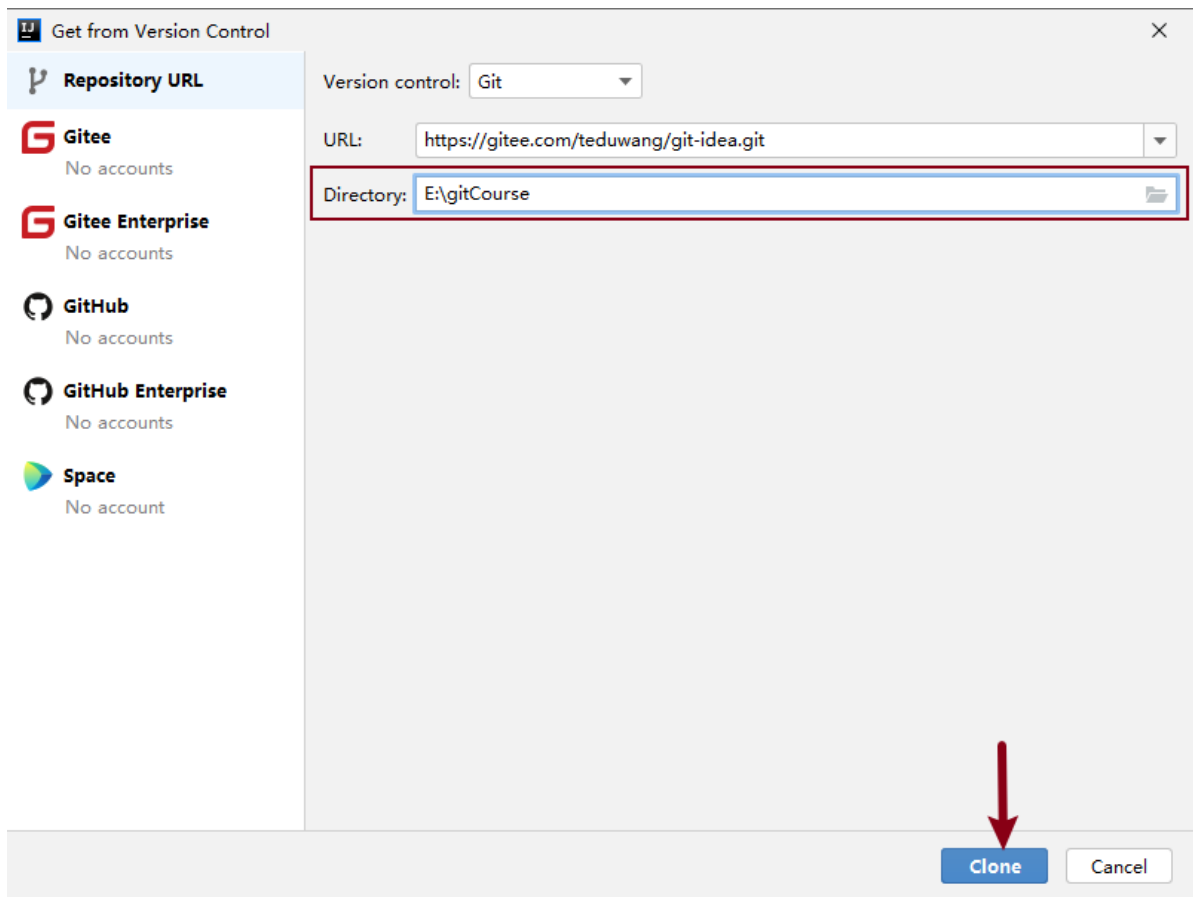 Get from Version Control
Repository URL
Gitee
No accounts
Gitee Enterprise
No accounts
GitHub
No accounts
GitHub Enterprise
No accounts
Space
No account
Version control: Git
URL: https://gitee.com/teduwang/git-idea.git
Directory: E:\gitCourse
Clone Cancel